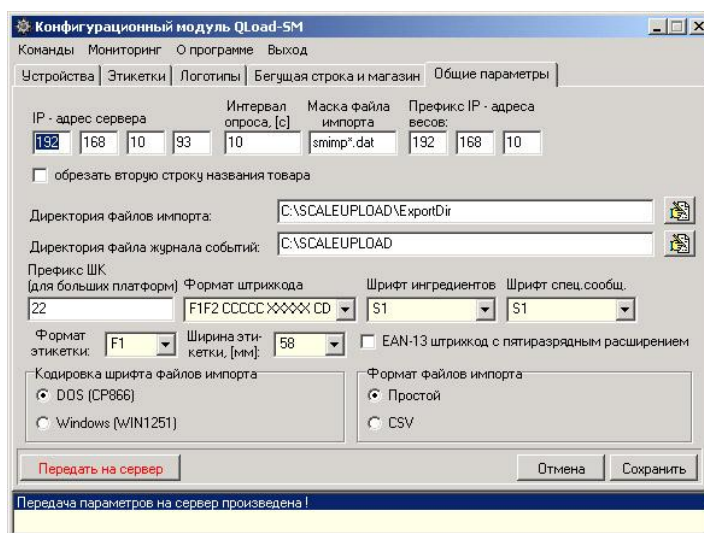 Конфигурационный модуль QLoad-SM
Команды Мониторинг О программе Выход
Устройства Этикетки Логотипы Бегущая строка и магазин Общие параметры
IP - адрес сервера
Интервал опроса, [с]
Маска файла импорта
Префикс IP - адреса весов:
192 168 10 93 10 smimp*.dat 192 168 10
обрезать вторую строку названия товара
Директория файлов импорта: C:\SCALEUPLOAD\ExportDir
Директория файла журнала событий: C:\SCALEUPLOAD
Префикс ШК
(для больших платформ) Формат штрихкода Шрифт ингредиентов Шрифт спец.сообщ.
22 F1F2 CCCCC XXXXX CD S1 S1
Формат этикетки: F1 Ширина эти-кетки, [мм]: 58 EAN-13 штрихкод с пятиразрядным расширением
Кодировка шрифта файлов импорта Формат файлов импорта
DOS (CP866) Простой
Windows (WIN1251) CSV
Передать на сервер Отмена Сохранить
Передача параметров на сервер произведена !